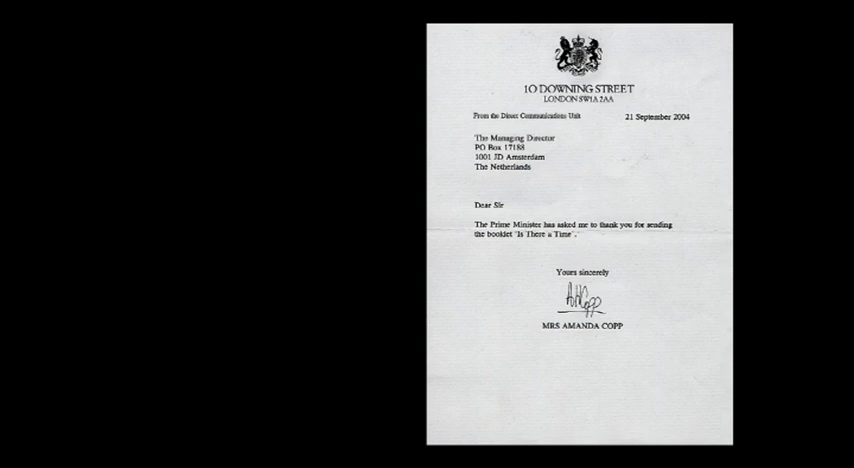 10 DOWNING STREET
LONDON SW1A 2AA
From the Direct Communications Unit 21 September 2004
The Managing Director
PO Box 17188
1001 JD Amsterdam
The Netherlands
Dear Sir
The Prime Minister has asked me to thank you for sending
the booklet 'Is There a Time'.
Yours sincerely
MRS AMANDA COPP